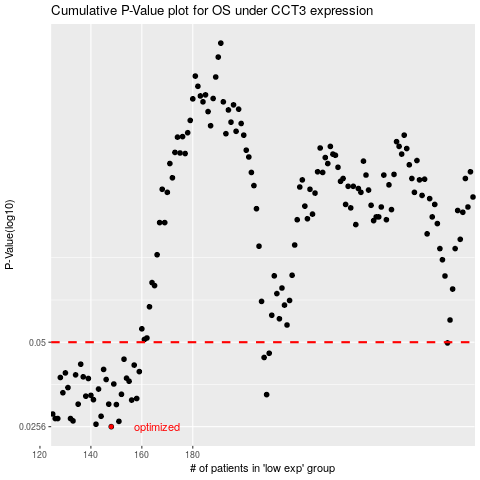 Cumulative P-Value plot for OS under CCT3 expression
P-Value(log10)
0.05
0.0256
optimized
120 140 160 180
# of patients in 'low exp' group